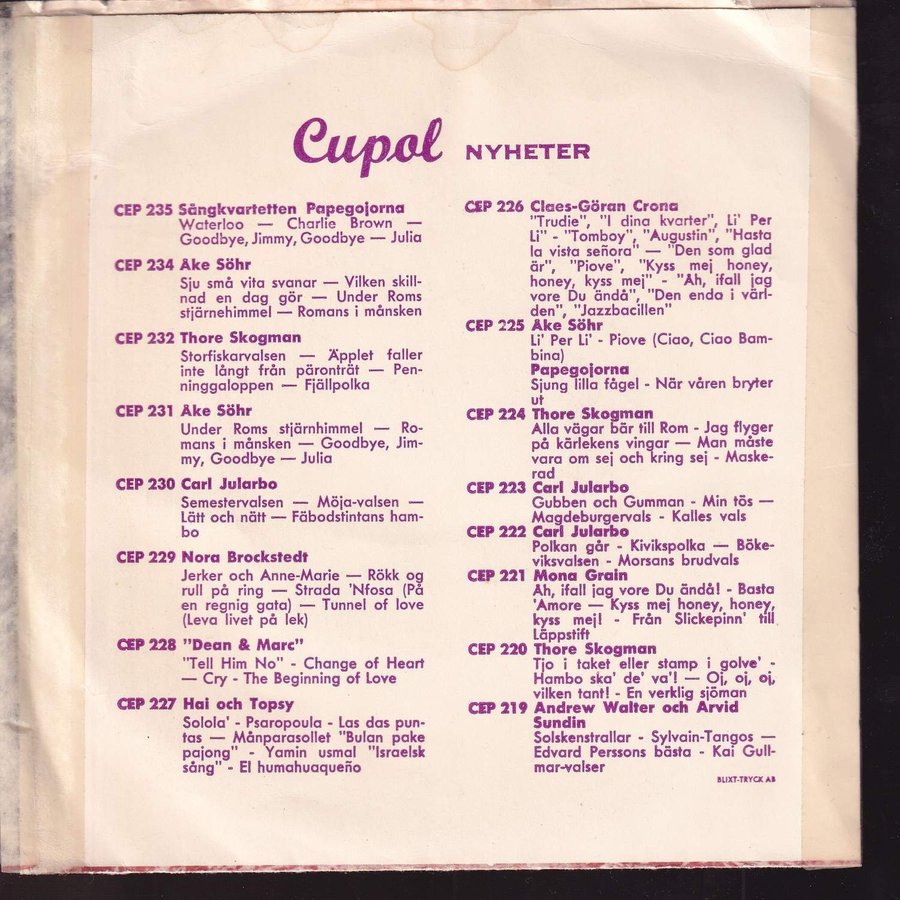 Cupol NYHETER
CEP 235 Sångkvartetten Papegojorna
Waterloo — Charlie Brown —
Goodbye, Jimmy, Goodbye — Julia
CEP 234 Åke Söhr
Sju små vita svanar — Vilken skill-
nad en dag gör — Under Roms
stjärnehimmel — Romans i månsken
CEP 232 Thore Skogman
Storfiskarvalsen — Äpplet faller
inte långt från päronträt — Pen-
ninggaloppen — Fjällpolka
CEP 231 Åke Söhr
Under Roms stjärnhimmel — Ro-
mans i månsken — Goodbye, Jim-
my, Goodbye — Julia
CEP 230 Carl Jularbo
Semestervalsen — Möja-valsen —
Lätt och nätt — Fäbodstintans ham-
bo
CEP 229 Nora Brockstedt
Jerker och Anne-Marie — Rökk og
rull på ring — Strada 'Nfosa (På
en regnig gata) — Tunnel of love
(Leva livet på lek)
CEP 228 "Dean & Marc"
"Tell Him No" - Change of Heart
— Cry - The Beginning of Love
CEP 227 Hai och Topsy
Solola' - Psaropoula - Las das pun-
tas — Månparasollet "Bulan pake
pajong" - Yamin usmal "Israelsk
sång" - El humahuaqueño
CEP 226 Claes-Göran Crona
"Trudie", "I dina kvarter", Li' Per
Li" - "Tomboy", "Augustin", "Hasta
la vista señora" — "Den som glad
är", "Piove", "Kyss mej honey,
honey, kyss mej" - "Åh, ifall jag
vore Du ändå", "Den enda i värl-
den", "Jazzbacillen"
CEP 225 Åke Söhr
Li' Per Li' - Piove (Ciao, Ciao Bam-
bina)
Papegojorna
Sjung lilla fågel - När våren bryter
ut
CEP 224 Thore Skogman
Alla vägar bär till Rom - Jag flyger
på kärlekens vingar — Man måste
vara om sej och kring sej - Maske-
rad
CEP 223 Carl Jularbo
Gubben och Gumman - Min tös —
Magdeburgervals - Kalles vals
CEP 222 Carl Jularbo
Polkan går - Kivikspolka — Böke-
viksvalsen - Morsans brudvals
CEP 221 Mona Grain
Åh, ifall jag vore Du ändå! - Basta
'Amore — Kyss mej honey, honey,
kyss mej! - Från Slickepinn' till
Läppstift
CEP 220 Thore Skogman
Tjo i taket eller stamp i golve' -
Hambo ska' de' va'! — Oj, oj, oj,
vilken tant! - En verklig sjöman
CEP 219 Andrew Walter och Arvid
Sundin
Solskenstrallar - Sylvain-Tangos —
Edvard Perssons bästa - Kai Gull-
mar-valser
BLIXT-TRYCK AB